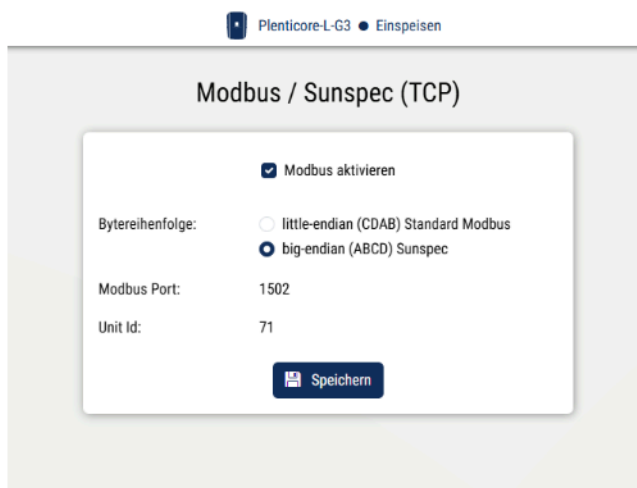 Plenticore-L-G3 ● Einspeisen
Modbus / Sunspec (TCP)
Modbus aktivieren
Bytereihenfolge: little-endian (CDAB) Standard Modbus
big-endian (ABCD) Sunspec
Modbus Port: 1502
Unit Id: 71
Speichern